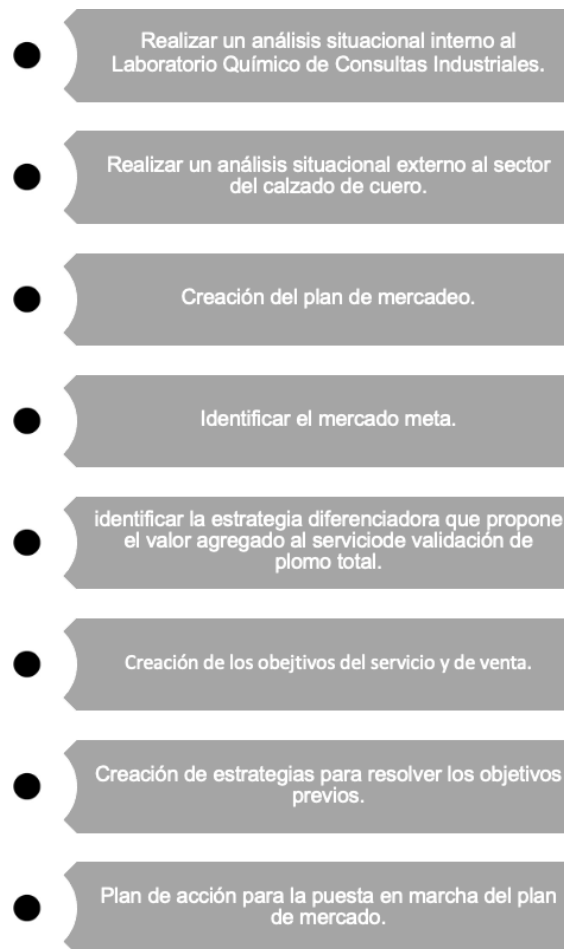 Realizar un análisis situacional interno al
Laboratorio Químico de Consultas Industriales.
Realizar un análisis situacional externo al sector
del calzado de cuero.
Creación del plan de mercadeo.
Identificar el mercado meta.
identificar la estrategia diferenciadora que propone
el valor agregado al serviciode validación de
plomo total.
Creación de los obejtivos del servicio y de venta.
Creación de estrategias para resolver los objetivos
previos.
Plan de acción para la puesta en marcha del plan
de mercado.